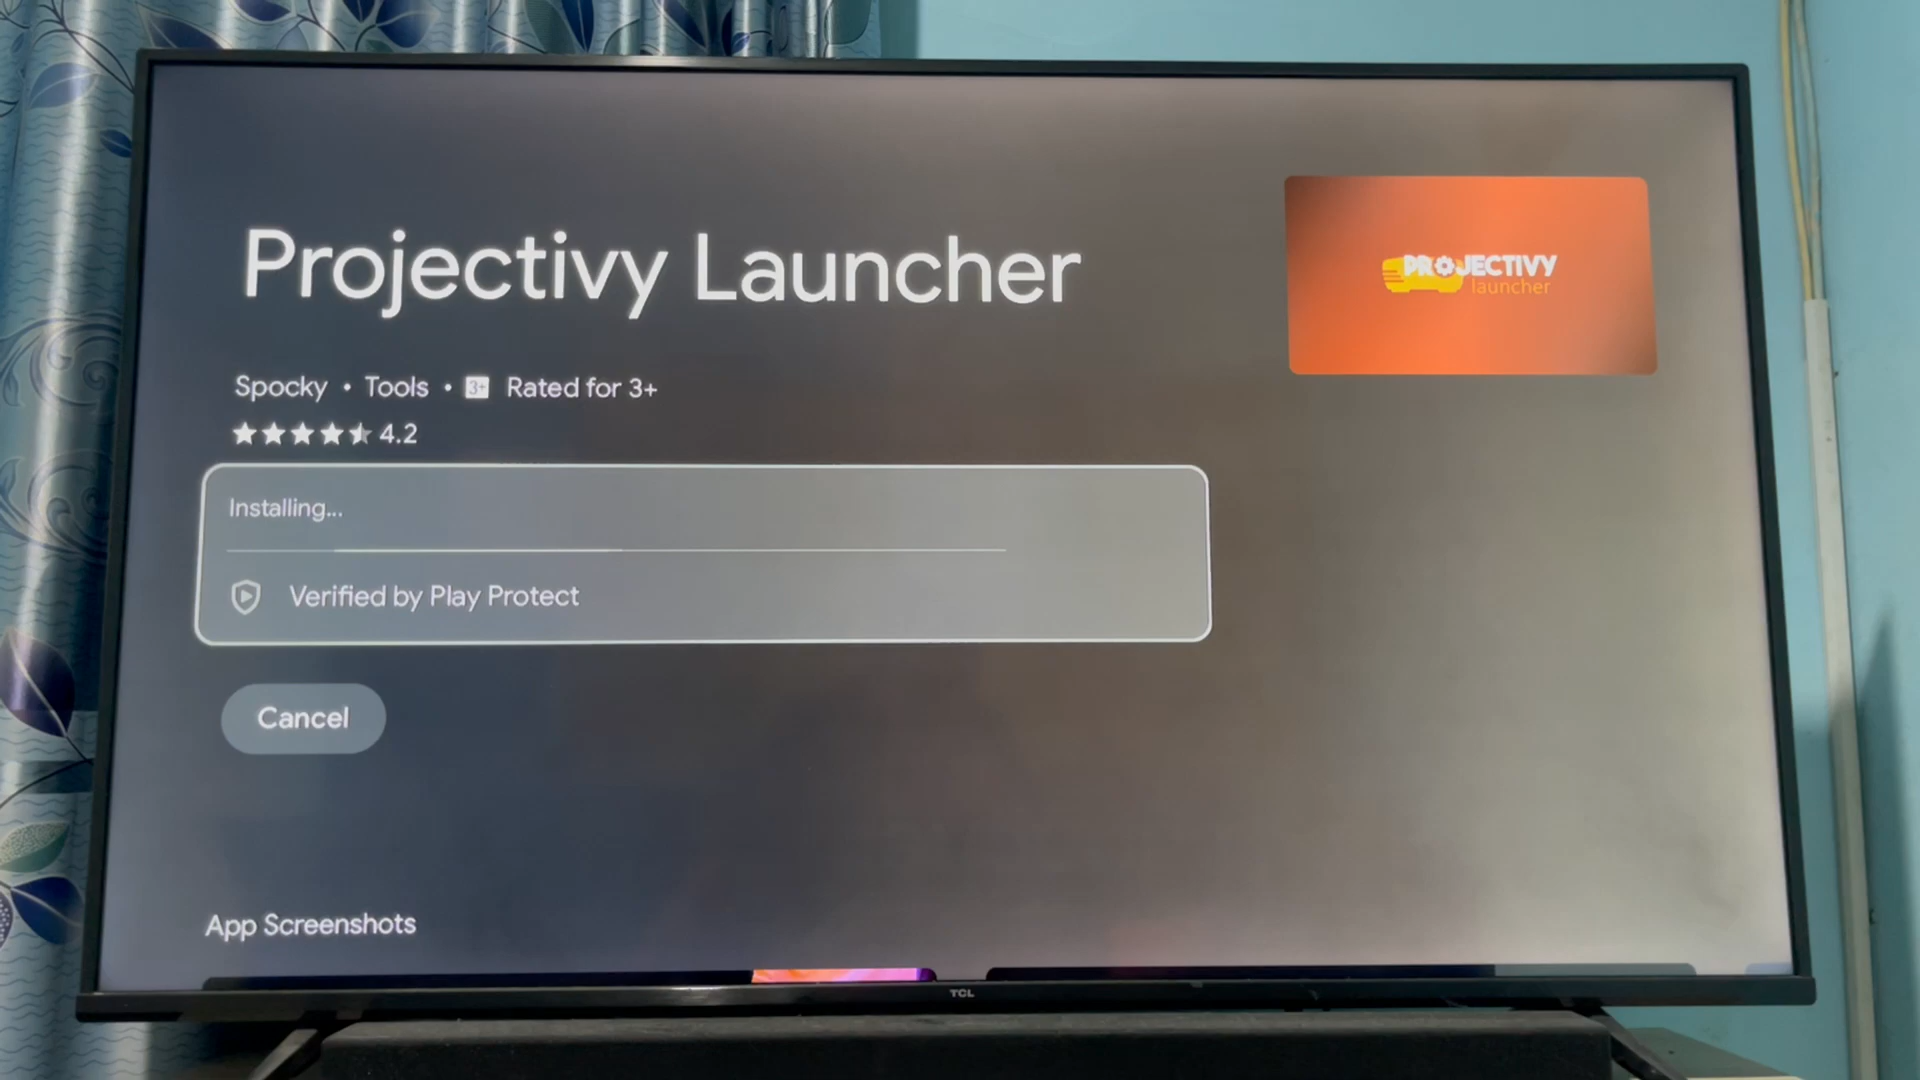 Projectivy Launcher
PROJECTIVY
launcher
Spocky • Tools • 3+ Rated for 3+
4.2
Installing...
Verified by Play Protect
Cancel
App Screenshots
TCL